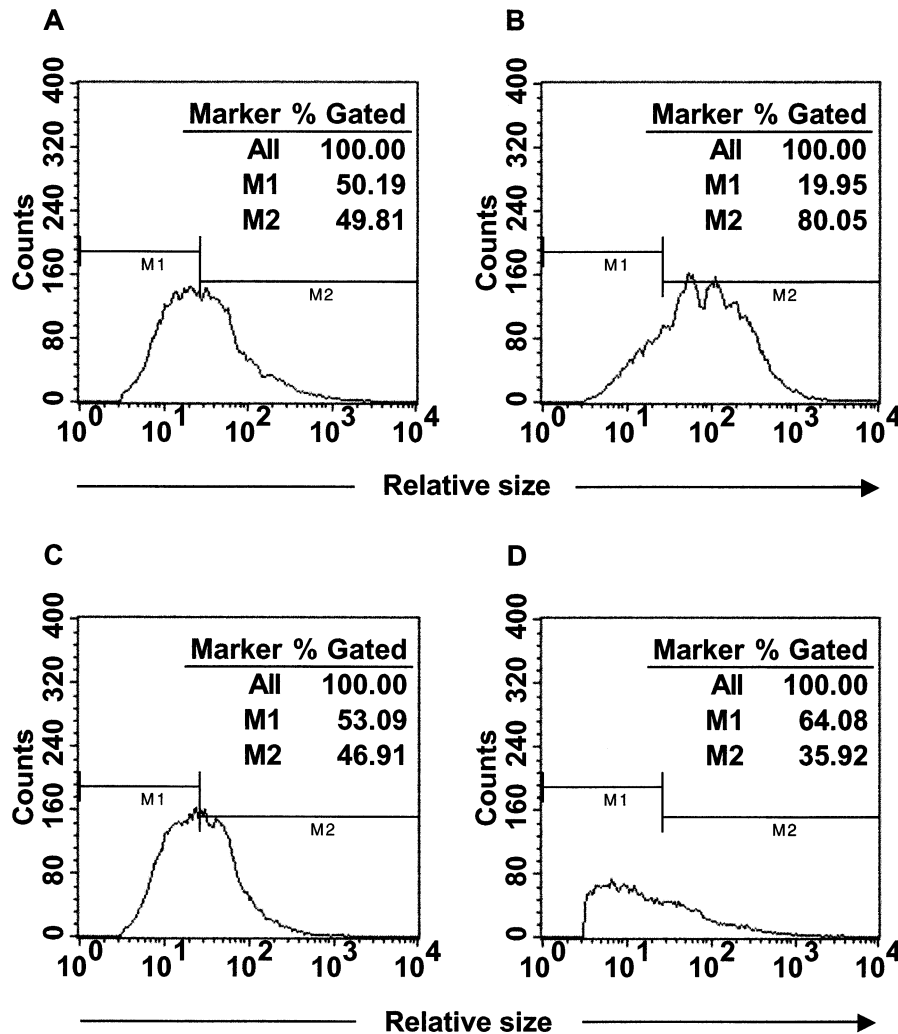 A
400
320
240
160
80
0
Counts
Marker % Gated
All 100.00
M1 50.19
M2 49.81
M1
M2
10^0 10^1 10^2 10^3 10^4
B
400
320
240
160
80
0
Counts
Marker % Gated
All 100.00
M1 19.95
M2 80.05
M1
M2
10^0 10^1 10^2 10^3 10^4
Relative size
C
400
320
240
160
80
0
Counts
Marker % Gated
All 100.00
M1 53.09
M2 46.91
M1
M2
10^0 10^1 10^2 10^3 10^4
D
400
320
240
160
80
0
Counts
Marker % Gated
All 100.00
M1 64.08
M2 35.92
M1
M2
10^0 10^1 10^2 10^3 10^4
Relative size